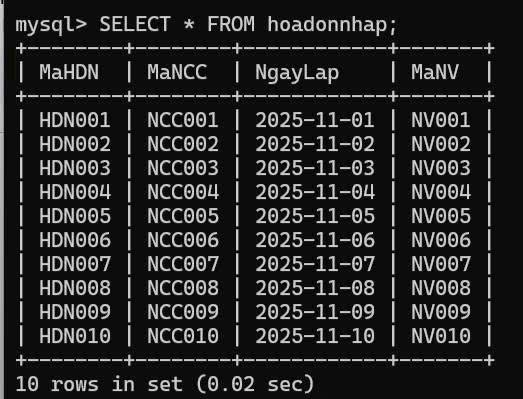 mysql> SELECT * FROM hoadonnhap;
+--------+--------+------------+-------+
| MaHDN  | MaNCC  | NgayLap    | MaNV  |
+--------+--------+------------+-------+
| HDN001 | NCC001 | 2025-11-01 | NV001 |
| HDN002 | NCC002 | 2025-11-02 | NV002 |
| HDN003 | NCC003 | 2025-11-03 | NV003 |
| HDN004 | NCC004 | 2025-11-04 | NV004 |
| HDN005 | NCC005 | 2025-11-05 | NV005 |
| HDN006 | NCC006 | 2025-11-06 | NV006 |
| HDN007 | NCC007 | 2025-11-07 | NV007 |
| HDN008 | NCC008 | 2025-11-08 | NV008 |
| HDN009 | NCC009 | 2025-11-09 | NV009 |
| HDN010 | NCC010 | 2025-11-10 | NV010 |
+--------+--------+------------+-------+
10 rows in set (0.02 sec)